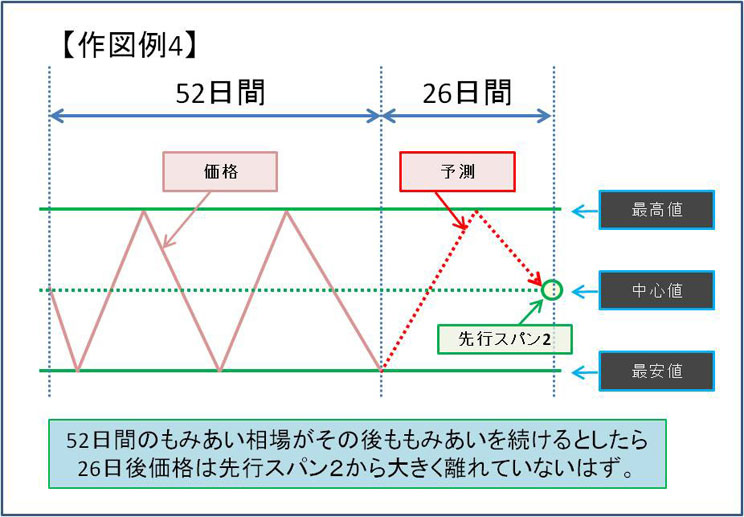 【作図例4】
52日間
26日間
価格
予測
最高値
中心値
先行スパン2
最安値
52日間のもみあい相場がその後ももみあいを続けるとしたら
26日後価格は先行スパン２から大きく離れていないはず。